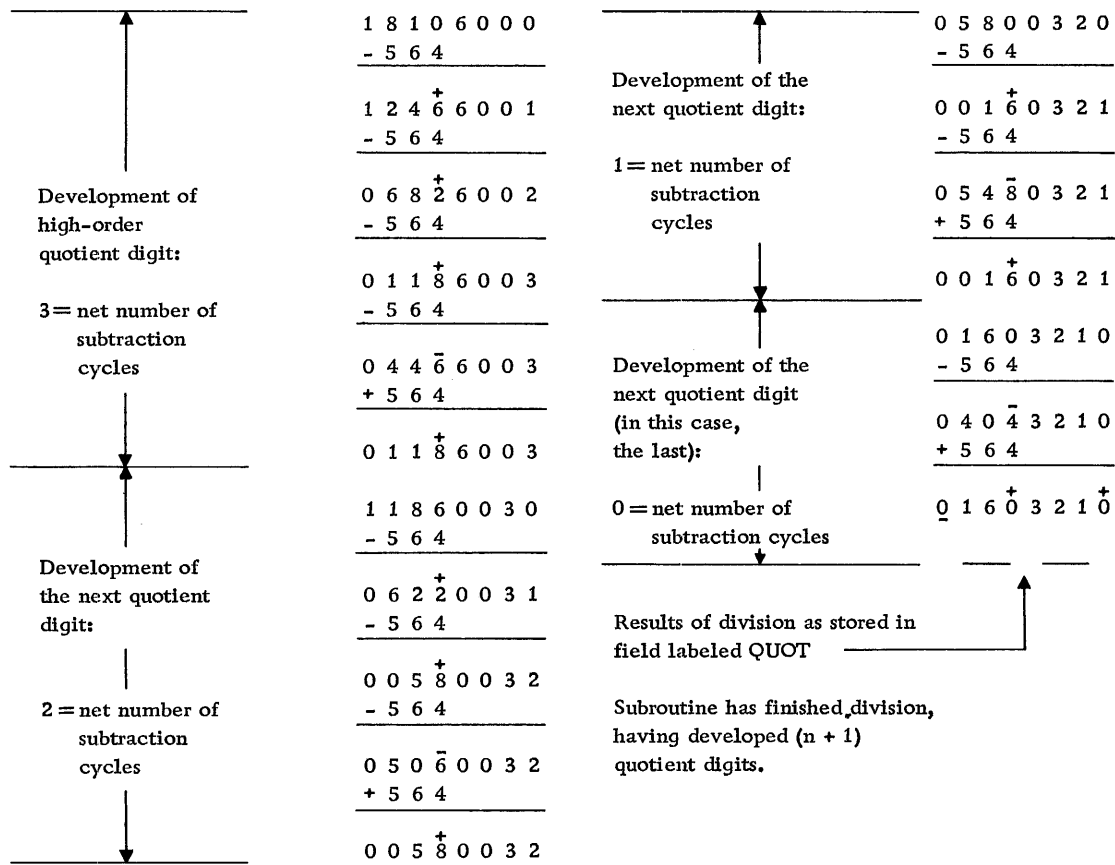 Development of
high-order
quotient digit:
3 = net number of
subtraction
cycles
Development of
the next quotient
digit:
2 = net number of
subtraction
cycles
1 8 1 0 6 0 0 0
- 5 6 4
+
1 2 4 6 6 0 0 1
- 5 6 4
+
0 6 8 2 6 0 0 2
- 5 6 4
+
0 1 1 8 6 0 0 3
- 5 6 4
-
0 4 4 6 6 0 0 3
+ 5 6 4
+
0 1 1 8 6 0 0 3
1 1 8 6 0 0 3 0
- 5 6 4
+
0 6 2 2 0 0 3 1
- 5 6 4
+
0 0 5 8 0 0 3 2
- 5 6 4
-
0 5 0 6 0 0 3 2
+ 5 6 4
+
0 0 5 8 0 0 3 2
Development of the
next quotient digit:
1 = net number of
subtraction
cycles
Development of the
next quotient digit
(in this case,
the last):
0 = net number of
subtraction cycles
0 5 8 0 0 3 2 0
- 5 6 4
+
0 0 1 6 0 3 2 1
- 5 6 4
-
0 5 4 8 0 3 2 1
+ 5 6 4
+
0 0 1 6 0 3 2 1
0 1 6 0 3 2 1 0
- 5 6 4
-
0 4 0 4 3 2 1 0
+ 5 6 4
+ +
0 1 6 0 3 2 1 0
-
Results of division as stored in
field labeled QUOT
Subroutine has finished division,
having developed (n + 1)
quotient digits.